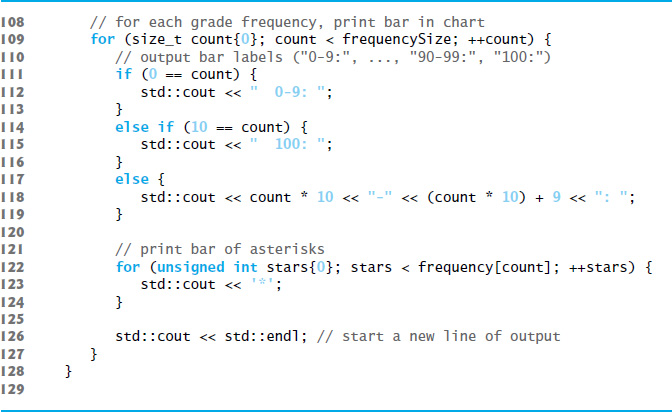 108 // for each grade frequency, print bar in chart
109 for (size_t count{0}; count < frequencySize; ++count) {
110 // output bar labels ("0-9:", ..., "90-99:", "100:")
111 if (0 == count) {
112 std::cout << "  0-9: ";
113 }
114 else if (10 == count) {
115 std::cout << "  100: ";
116 }
117 else {
118 std::cout << count * 10 << "-" << (count * 10) + 9 << ": ";
119 }
120
121 // print bar of asterisks
122 for (unsigned int stars{0}; stars < frequency[count]; ++stars) {
123 std::cout << '*';
124 }
125
126 std::cout << std::endl; // start a new line of output
127 }
128 }
129